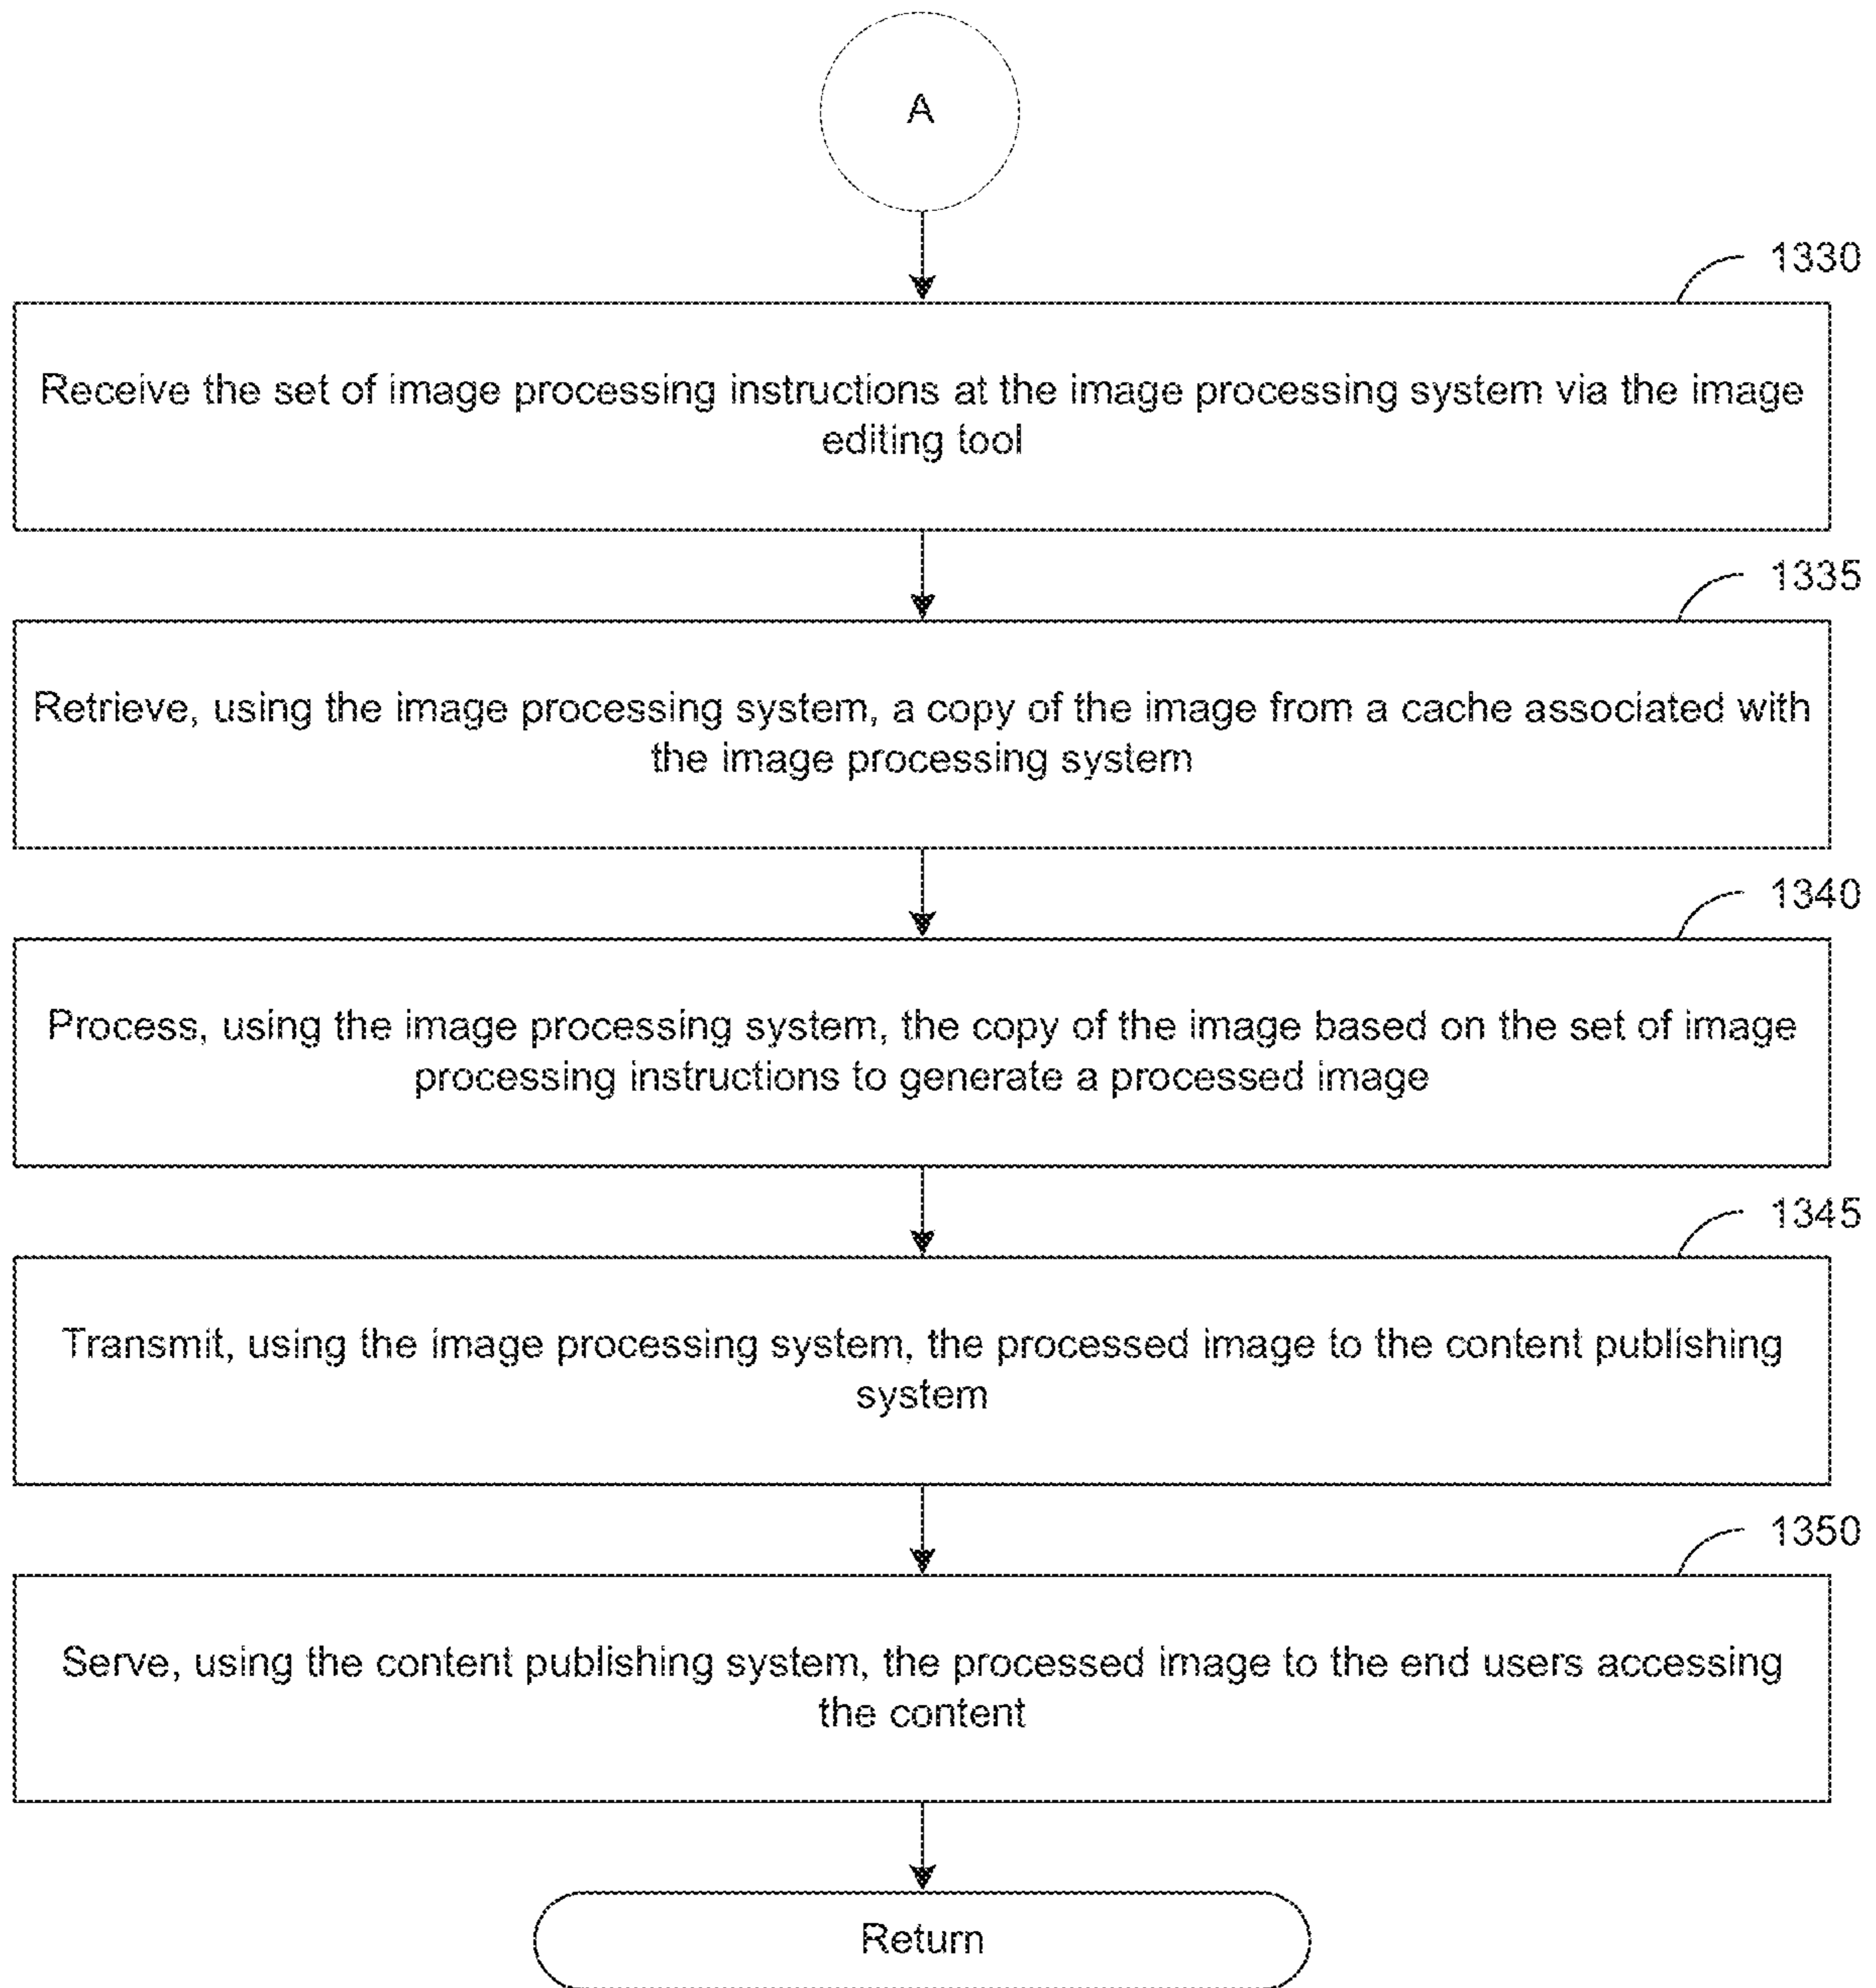 A
1330
Receive the set of image processing instructions at the image processing system via the image
editing tool
1335
Retrieve, using the image processing system, a copy of the image from a cache associated with
the image processing system
1340
Process, using the image processing system, the copy of the image based on the set of image
processing instructions to generate a processed image
1345
Transmit, using the image processing system, the processed image to the content publishing
system
1350
Serve, using the content publishing system, the processed image to the end users accessing
the content
Return